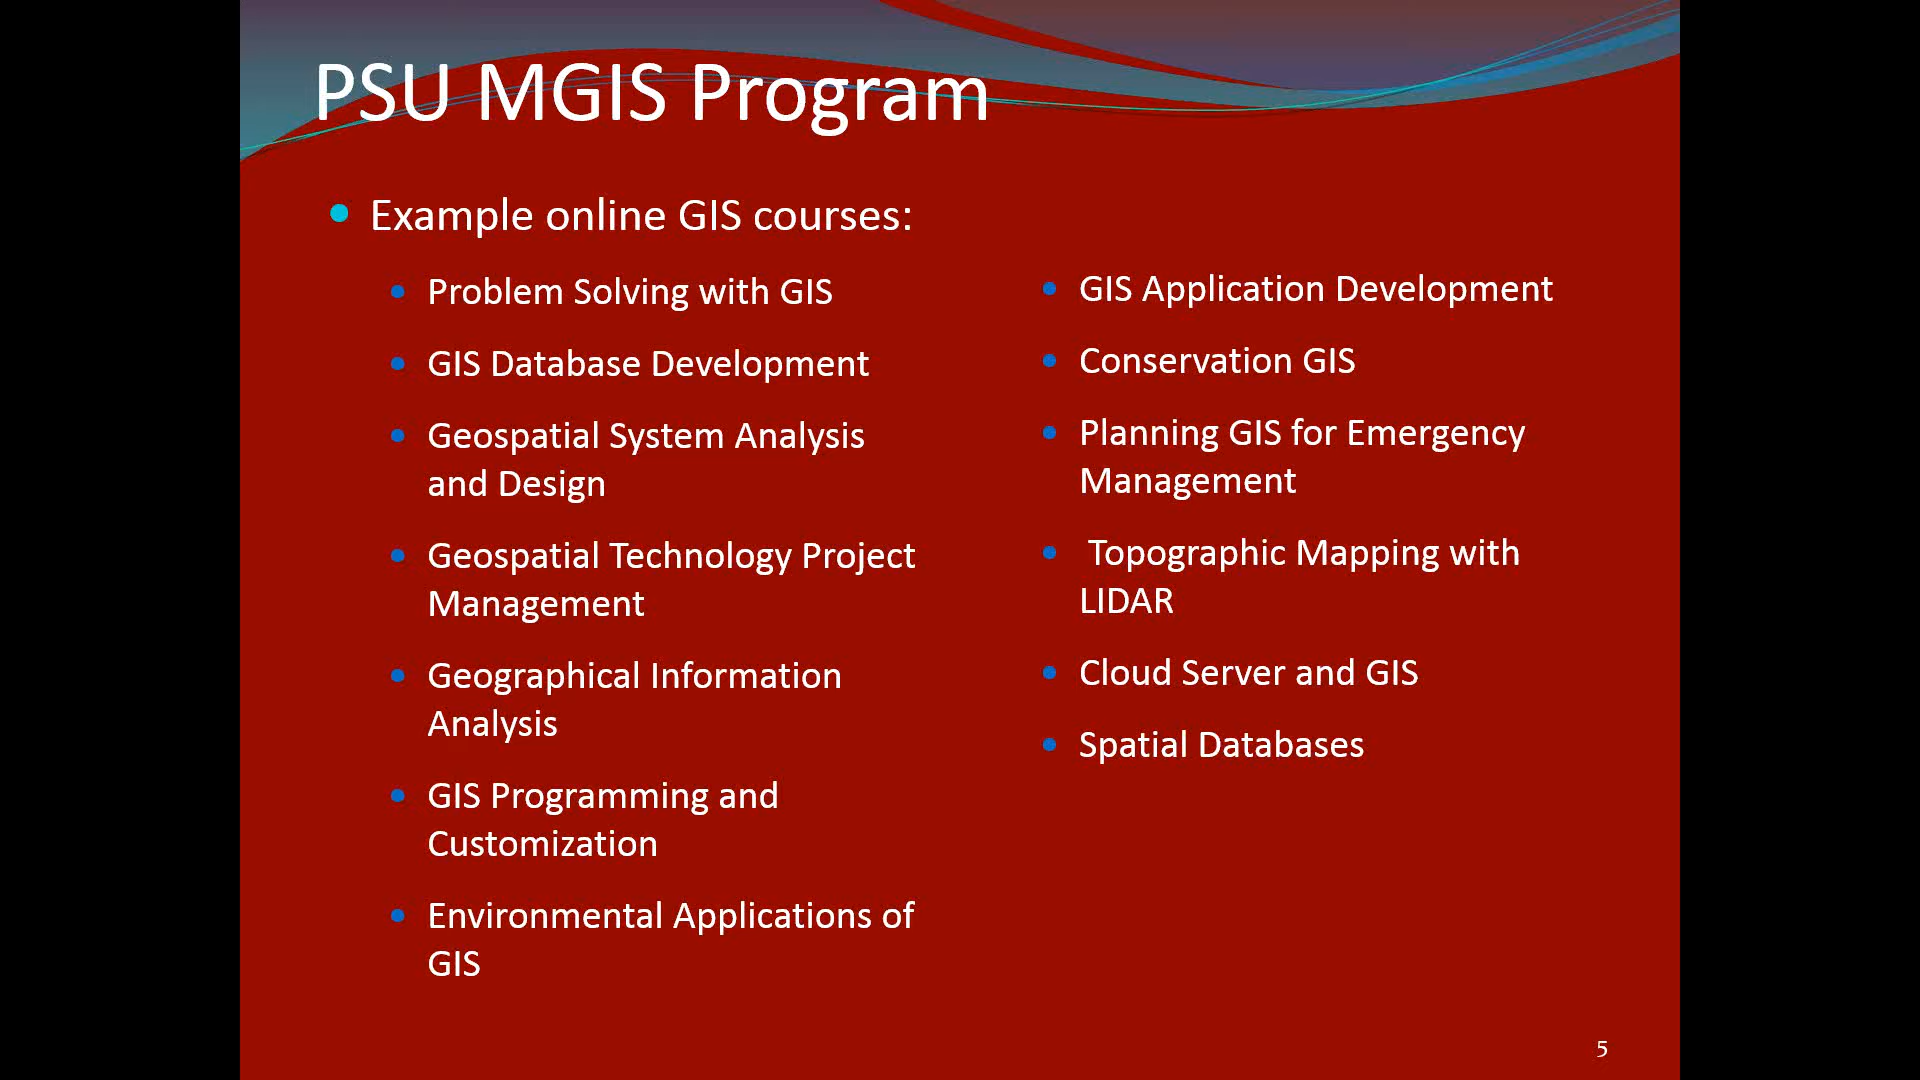 PSU MGIS Program
Example online GIS courses:
Problem Solving with GIS
GIS Database Development
Geospatial System Analysis
and Design
Geospatial Technology Project
Management
Geographical Information
Analysis
GIS Programming and
Customization
Environmental Applications of
GIS
GIS Application Development
Conservation GIS
Planning GIS for Emergency
Management
Topographic Mapping with
LIDAR
Cloud Server and GIS
Spatial Databases
5